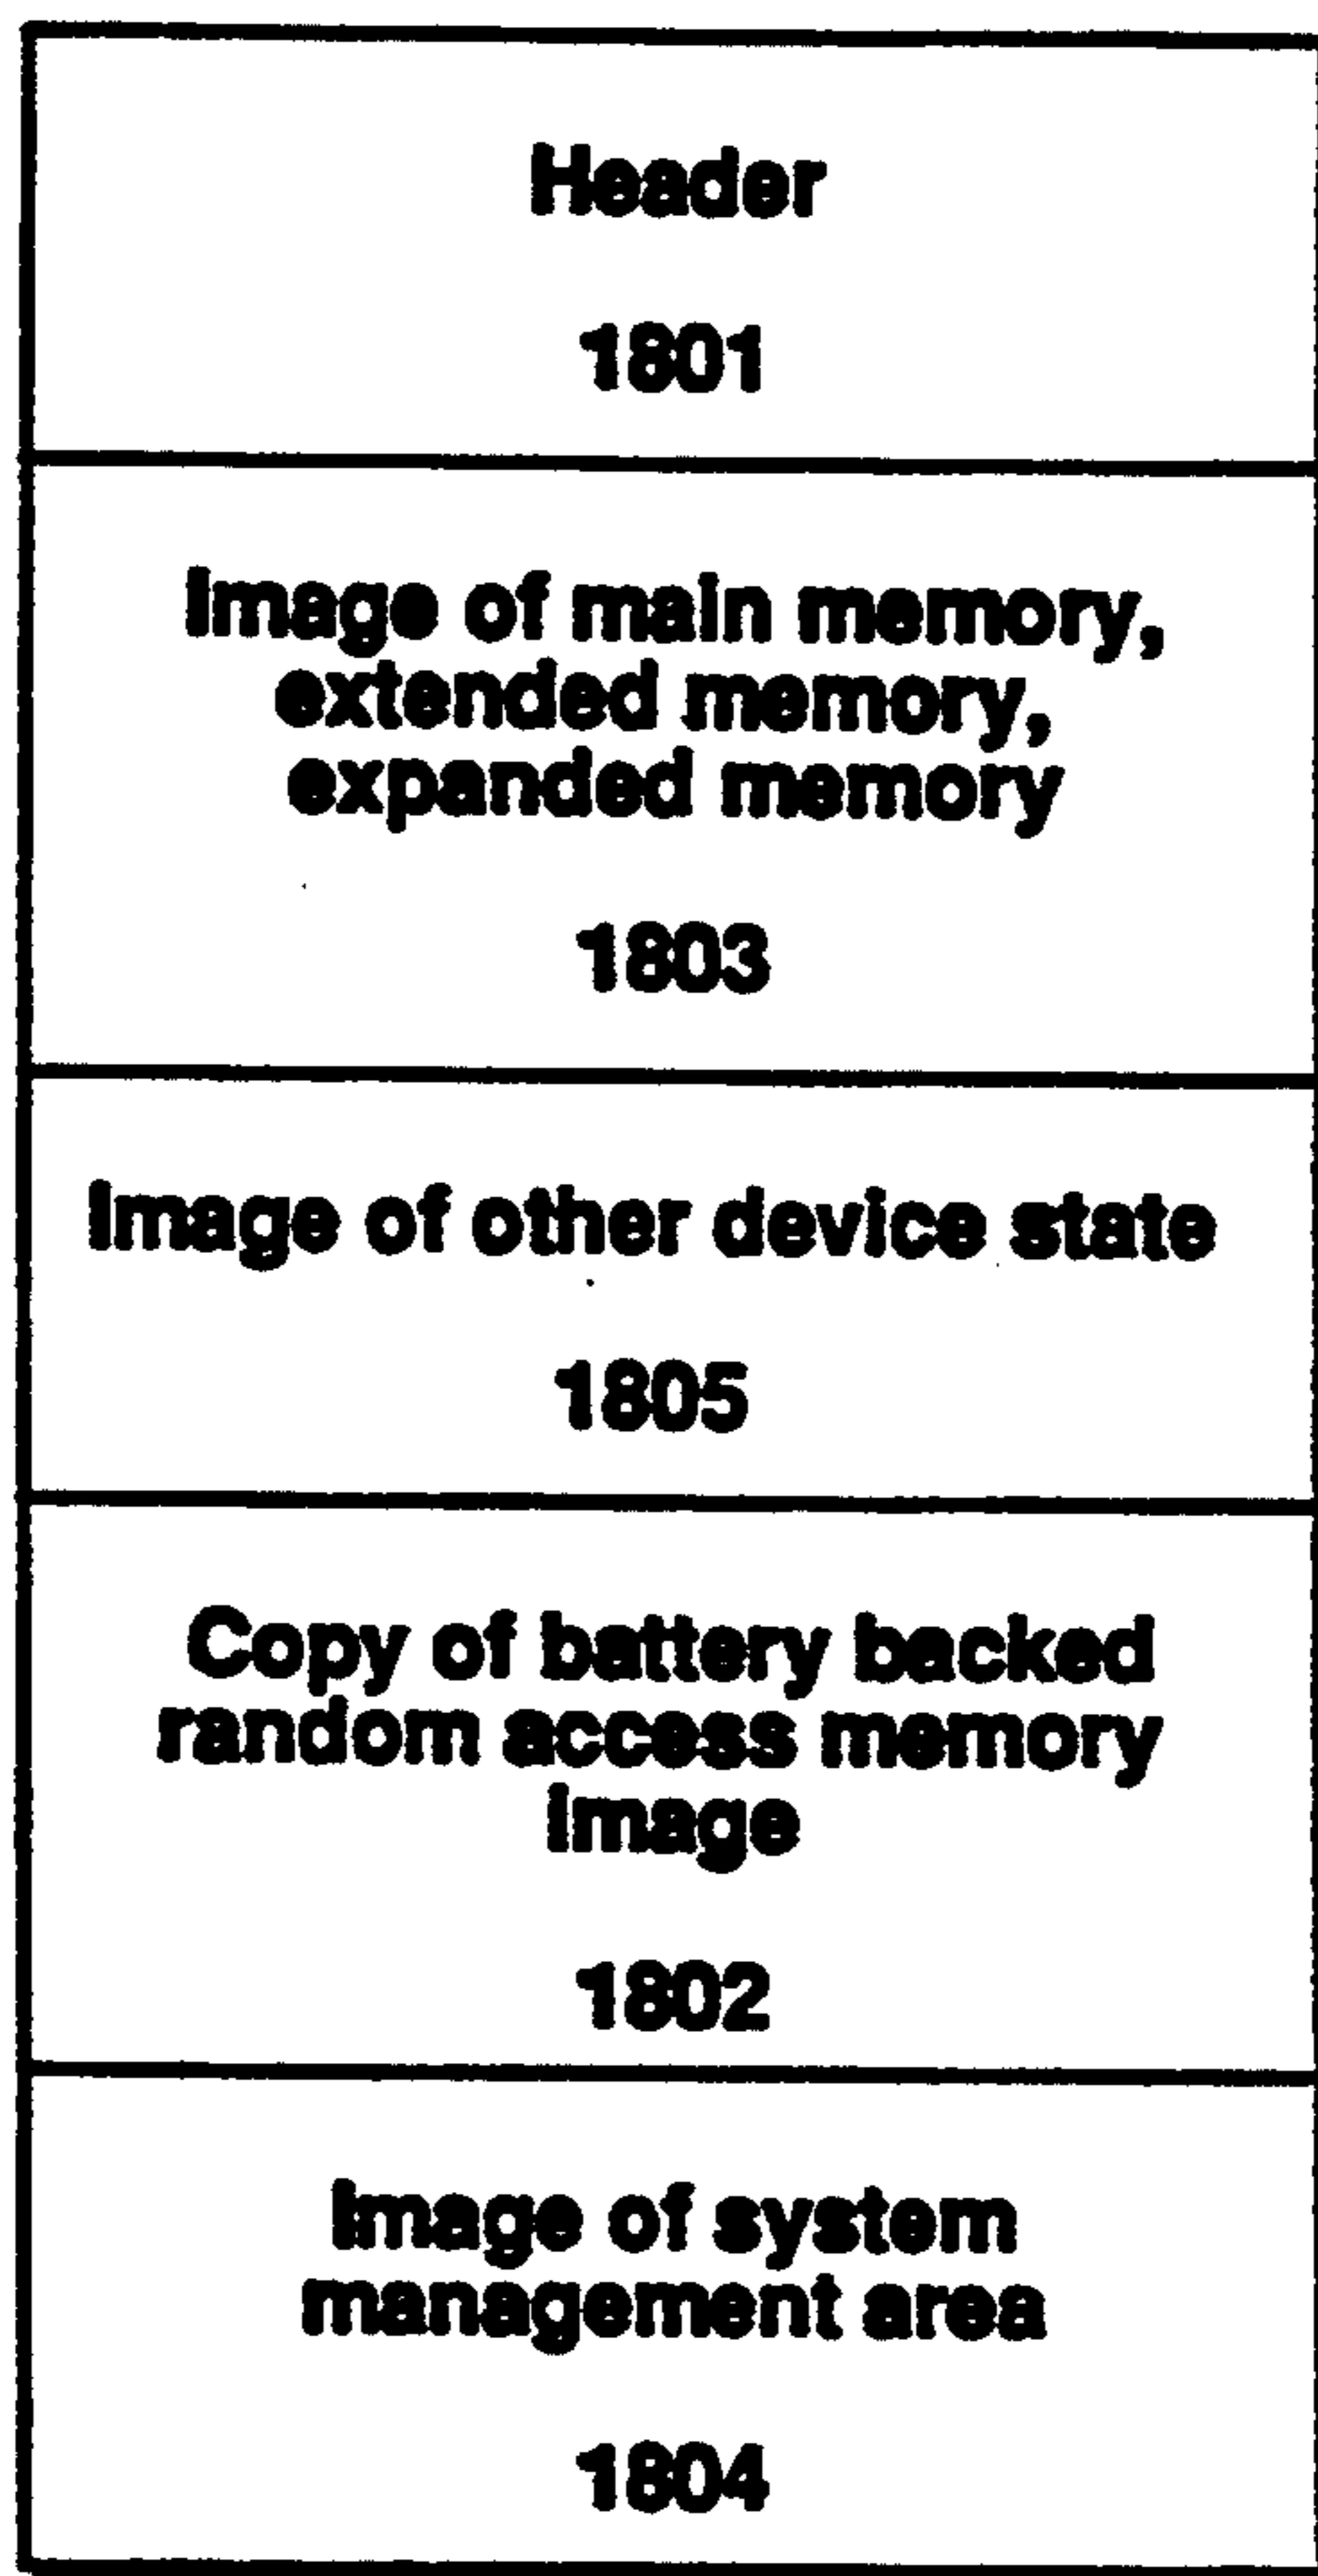 Header
1801
Image of main memory,
extended memory,
expanded memory
1803
Image of other device state
1805
Copy of battery backed
random access memory
image
1802
Image of system
management area
1804